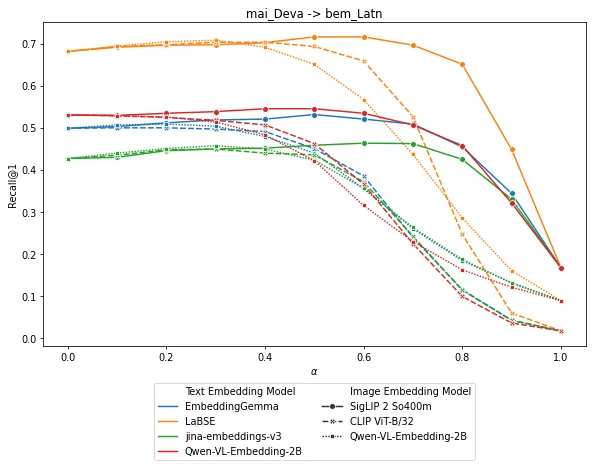 mai_Deva -> bem_Latn
0.7
0.6
0.5
0.4
0.3
0.2
0.1
0.0
Recall@1
0.0 0.2 0.4 0.6 0.8 1.0
α
Text Embedding Model Image Embedding Model
EmbeddingGemma SigLIP 2 So400m
LaBSE CLIP ViT-B/32
jina-embeddings-v3 Qwen-VL-Embedding-2B
Qwen-VL-Embedding-2B